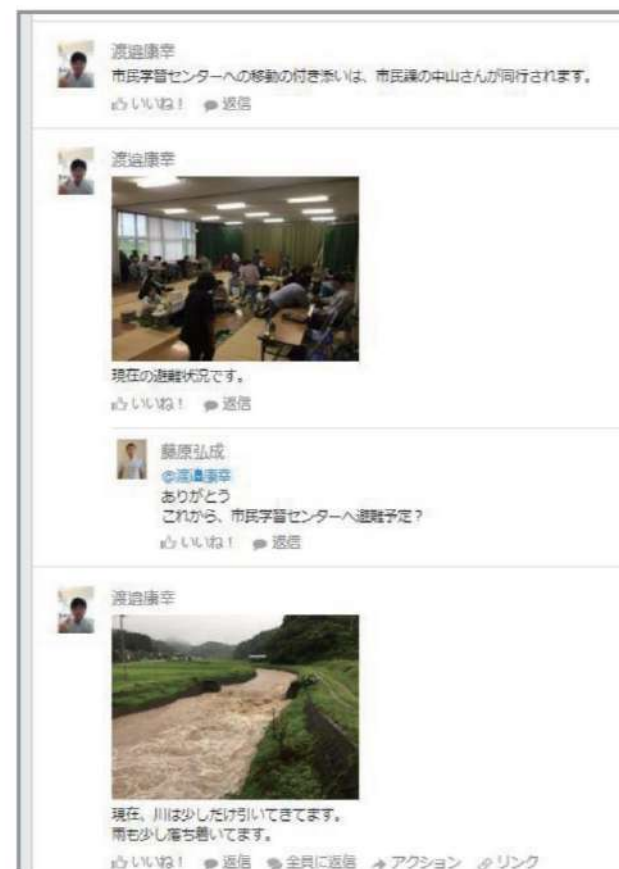 渡邉康幸
市民学習センターへの移動の付き添いは、市民課の中山さんが同行されます。
いいね！ 返信
渡邉康幸
現在の避難状況です。
いいね！ 返信
藤原弘成
@渡邉康幸
ありがとう
これから、市民学習センターへ避難予定？
いいね！ 返信
渡邉康幸
現在、川は少しだけ引いてきてます。
雨も少し落ち着いてます。
いいね！ 返信 全員に返信 アクション リンク